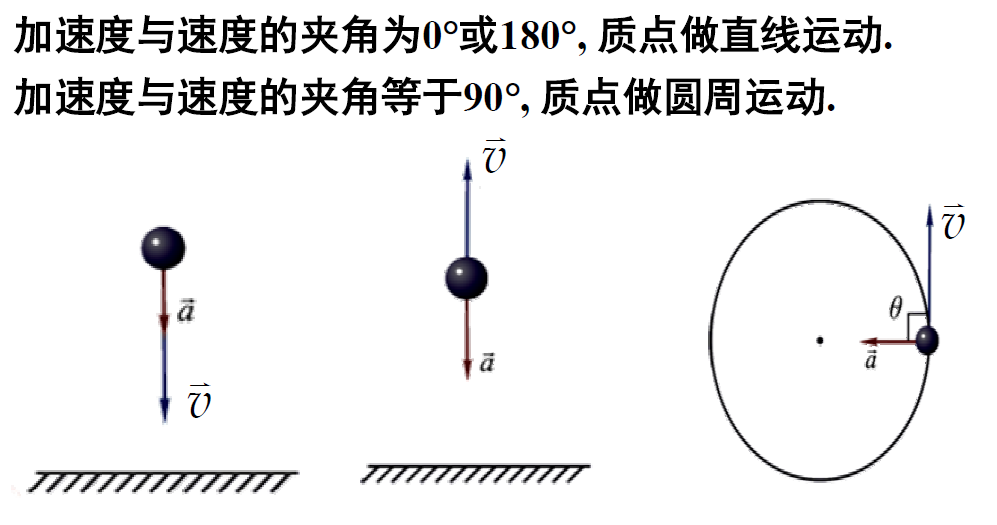 加速度与速度的夹角为0°或180°, 质点做直线运动.
加速度与速度的夹角等于90°, 质点做圆周运动.
v⃗
v⃗
θ
a⃗
a⃗
a⃗
v⃗